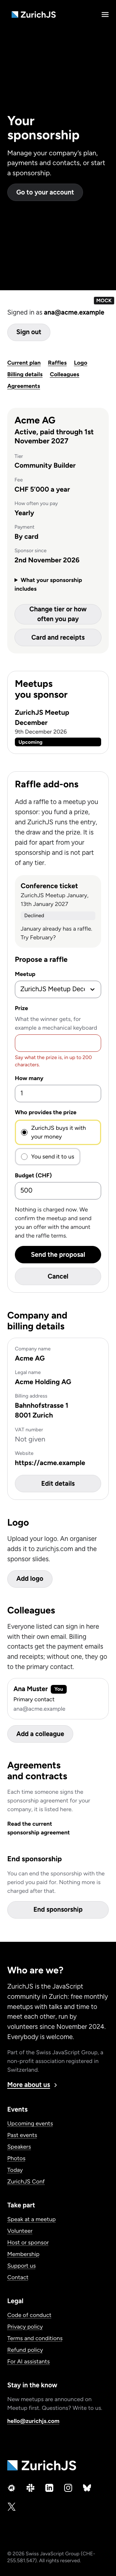 ZurichJS
Your
sponsorship
Manage your company's plan,
payments and contacts, or start
a sponsorship.
Go to your account
MOCK
Signed in as ana@acme.example
Sign out
Current plan Raffles Logo
Billing details Colleagues
Agreements
Acme AG
Active, paid through 1st
November 2027
Tier
Community Builder
Fee
CHF 5'000 a year
How often you pay
Yearly
Payment
By card
Sponsor since
2nd November 2026
What your sponsorship
includes
Change tier or how
often you pay
Card and receipts
Meetups
you sponsor
ZurichJS Meetup
December
9th December 2026
Upcoming
Raffle add-ons
Add a raffle to a meetup you
sponsor: you fund a prize,
and ZurichJS runs the entry,
the draw and the prize. It is
paid for apart from your
sponsorship and is not part
of any tier.
Conference ticket
ZurichJS Meetup January,
13th January 2027
Declined
January already has a raffle.
Try February?
Propose a raffle
Meetup
ZurichJS Meetup Dece
Prize
What the winner gets, for
example a mechanical keyboard
Say what the prize is, in up to 200
characters.
How many
1
Who provides the prize
ZurichJS buys it with
your money
You send it to us
Budget (CHF)
500
Nothing is charged now. We
confirm the meetup and send
you an offer with the amount
and the raffle terms.
Send the proposal
Cancel
Company and
billing details
Company name
Acme AG
Legal name
Acme Holding AG
Billing address
Bahnhofstrasse 1
8001 Zurich
VAT number
Not given
Website
https://acme.example
Edit details
Logo
Upload your logo. An organiser
adds it to zurichjs.com and the
sponsor slides.
Add logo
Colleagues
Everyone listed can sign in here
with their own email. Billing
contacts get the payment emails
and receipts; without one, they go
to the primary contact.
Ana Muster You
Primary contact
ana@acme.example
Add a colleague
Agreements
and contracts
Each time someone signs the
sponsorship agreement for your
company, it is listed here.
Read the current
sponsorship agreement
End sponsorship
You can end the sponsorship with the
period you paid for. Nothing more is
charged after that.
End sponsorship
Who are we?
ZurichJS is the JavaScript
community in Zurich: free monthly
meetups with talks and time to
meet each other, run by
volunteers since November 2024.
Everybody is welcome.
Part of the Swiss JavaScript Group, a
non-profit association registered in
Switzerland.
More about us
Events
Upcoming events
Past events
Speakers
Photos
Today
ZurichJS Conf
Take part
Speak at a meetup
Volunteer
Host or sponsor
Membership
Support us
Contact
Legal
Code of conduct
Privacy policy
Terms and conditions
Refund policy
For AI assistants
Stay in the know
New meetups are announced on
Meetup first. Questions? Write to us.
hello@zurichjs.com
ZurichJS
© 2026 Swiss JavaScript Group (CHE-
255.581.547). All rights reserved.